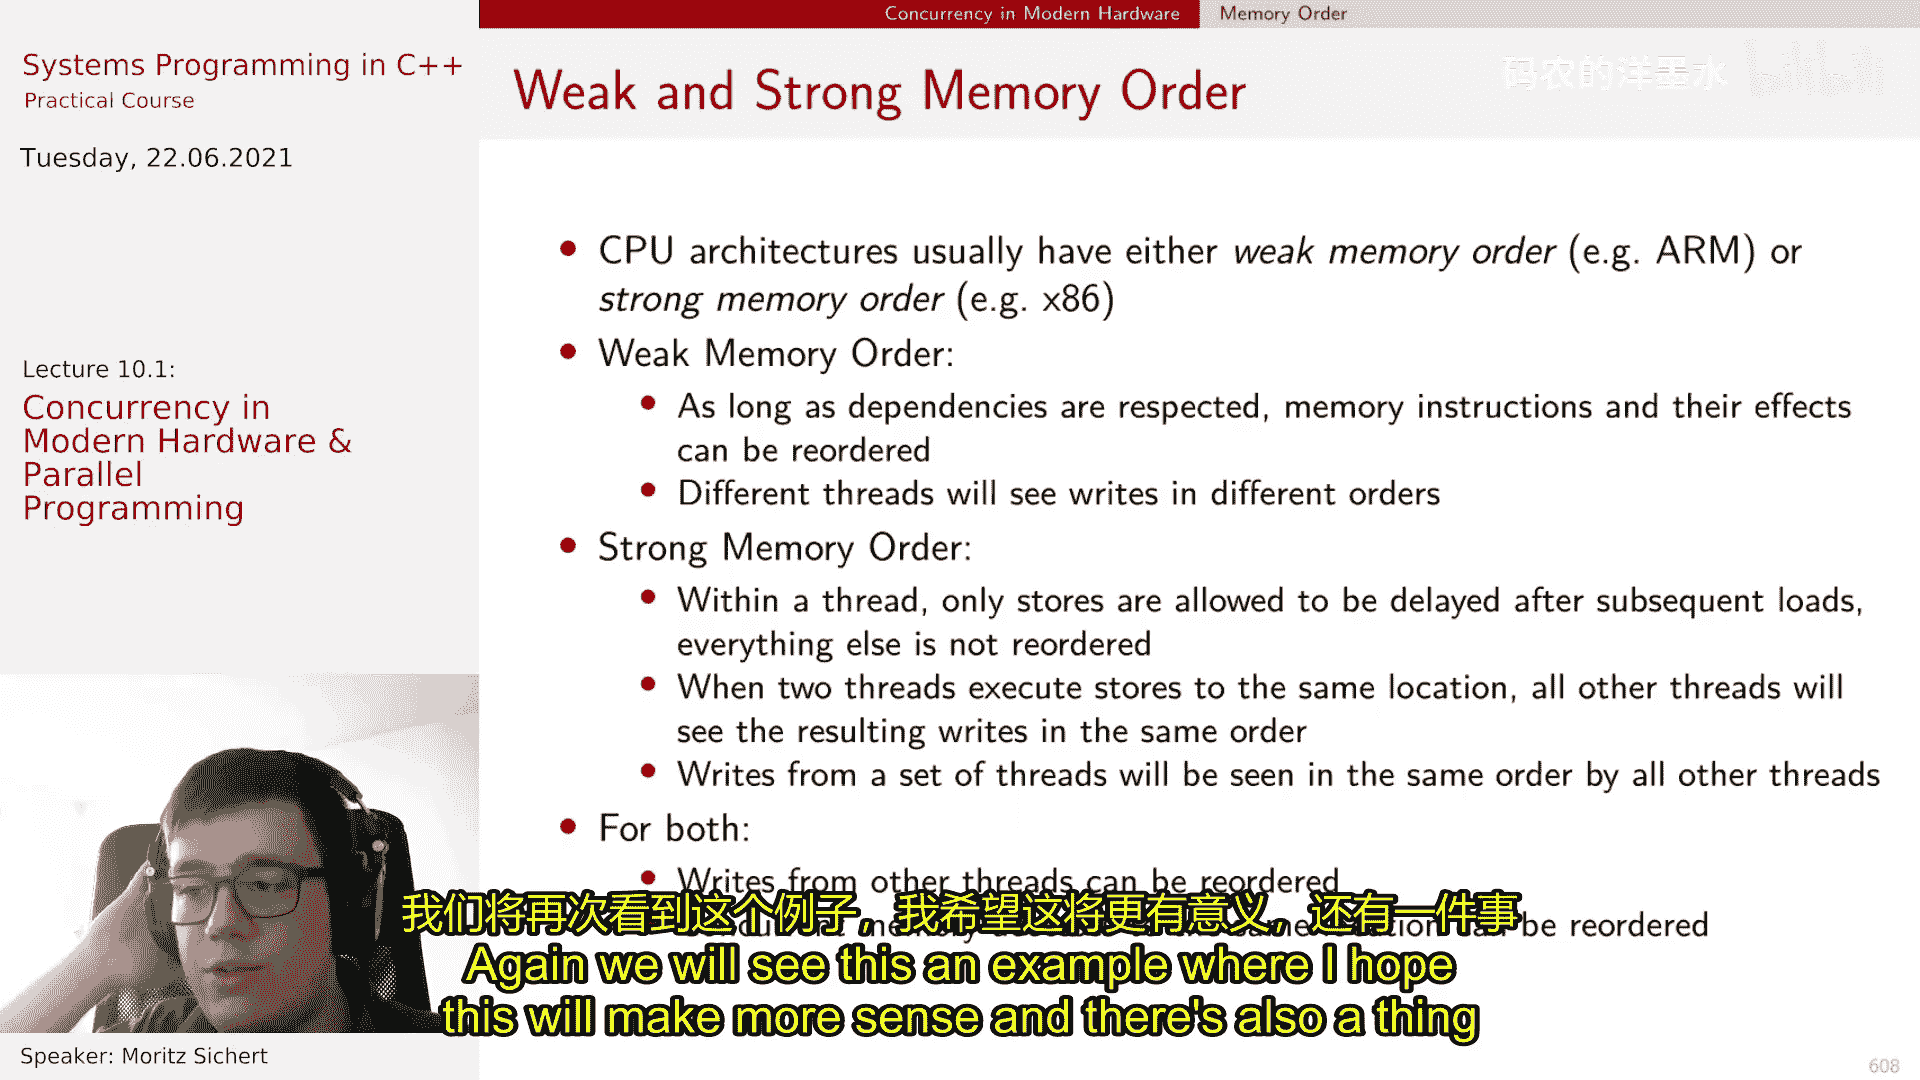 Concurrency in Modern Hardware
Memory Order
Systems Programming in C++
Practical Course
Tuesday, 22.06.2021
Lecture 10.1:
Concurrency in
Modern Hardware &
Parallel
Programming
Weak and Strong Memory Order
码农的洋墨水
CPU architectures usually have either weak memory order (e.g. ARM) or
strong memory order (e.g. x86)
Weak Memory Order:
As long as dependencies are respected, memory instructions and their effects
can be reordered
Different threads will see writes in different orders
Strong Memory Order:
Within a thread, only stores are allowed to be delayed after subsequent loads,
everything else is not reordered
When two threads execute stores to the same location, all other threads will
see the resulting writes in the same order
Writes from a set of threads will be seen in the same order by all other threads
For both:
Writes from other threads can be reordered
can be reordered
我们将再次看到这个例子，我希望这将更有意义，还有一件事
Again we will see this an example where I hope
this will make more sense and there's also a thing
Speaker: Moritz Sichert
608